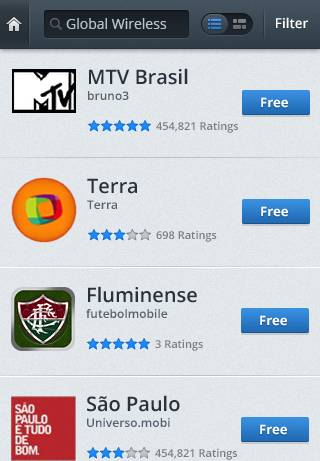 Global Wireless
Filter
MTV Brasil
bruno3
Free
454,821 Ratings
Terra
Terra
Free
698 Ratings
Fluminense
futebolmobile
Free
3 Ratings
SÃO
PAULO
É TUDO
DE BOM.
São Paulo
Universo.mobi
Free
454,821 Ratings